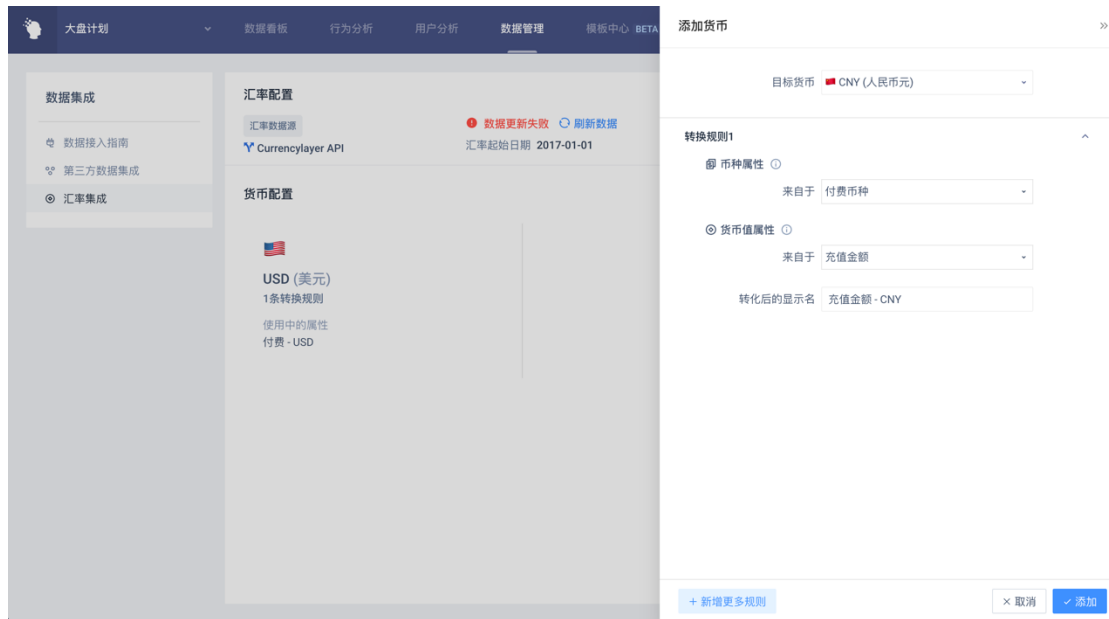 大盘计划
数据看板
行为分析
用户分析
数据管理
模板中心 BETA
数据集成
数据接入指南
第三方数据集成
汇率集成
汇率配置
汇率数据源
Currencylayer API
数据更新失败 刷新数据
汇率起始日期 2017-01-01
货币配置
USD (美元)
1条转换规则
使用中的属性
付费 - USD
添加货币
目标货币 CNY (人民币元)
转换规则1
币种属性
来自于 付费币种
货币值属性
来自于 充值金额
转化后的显示名 充值金额 - CNY
+ 新增更多规则
取消
添加